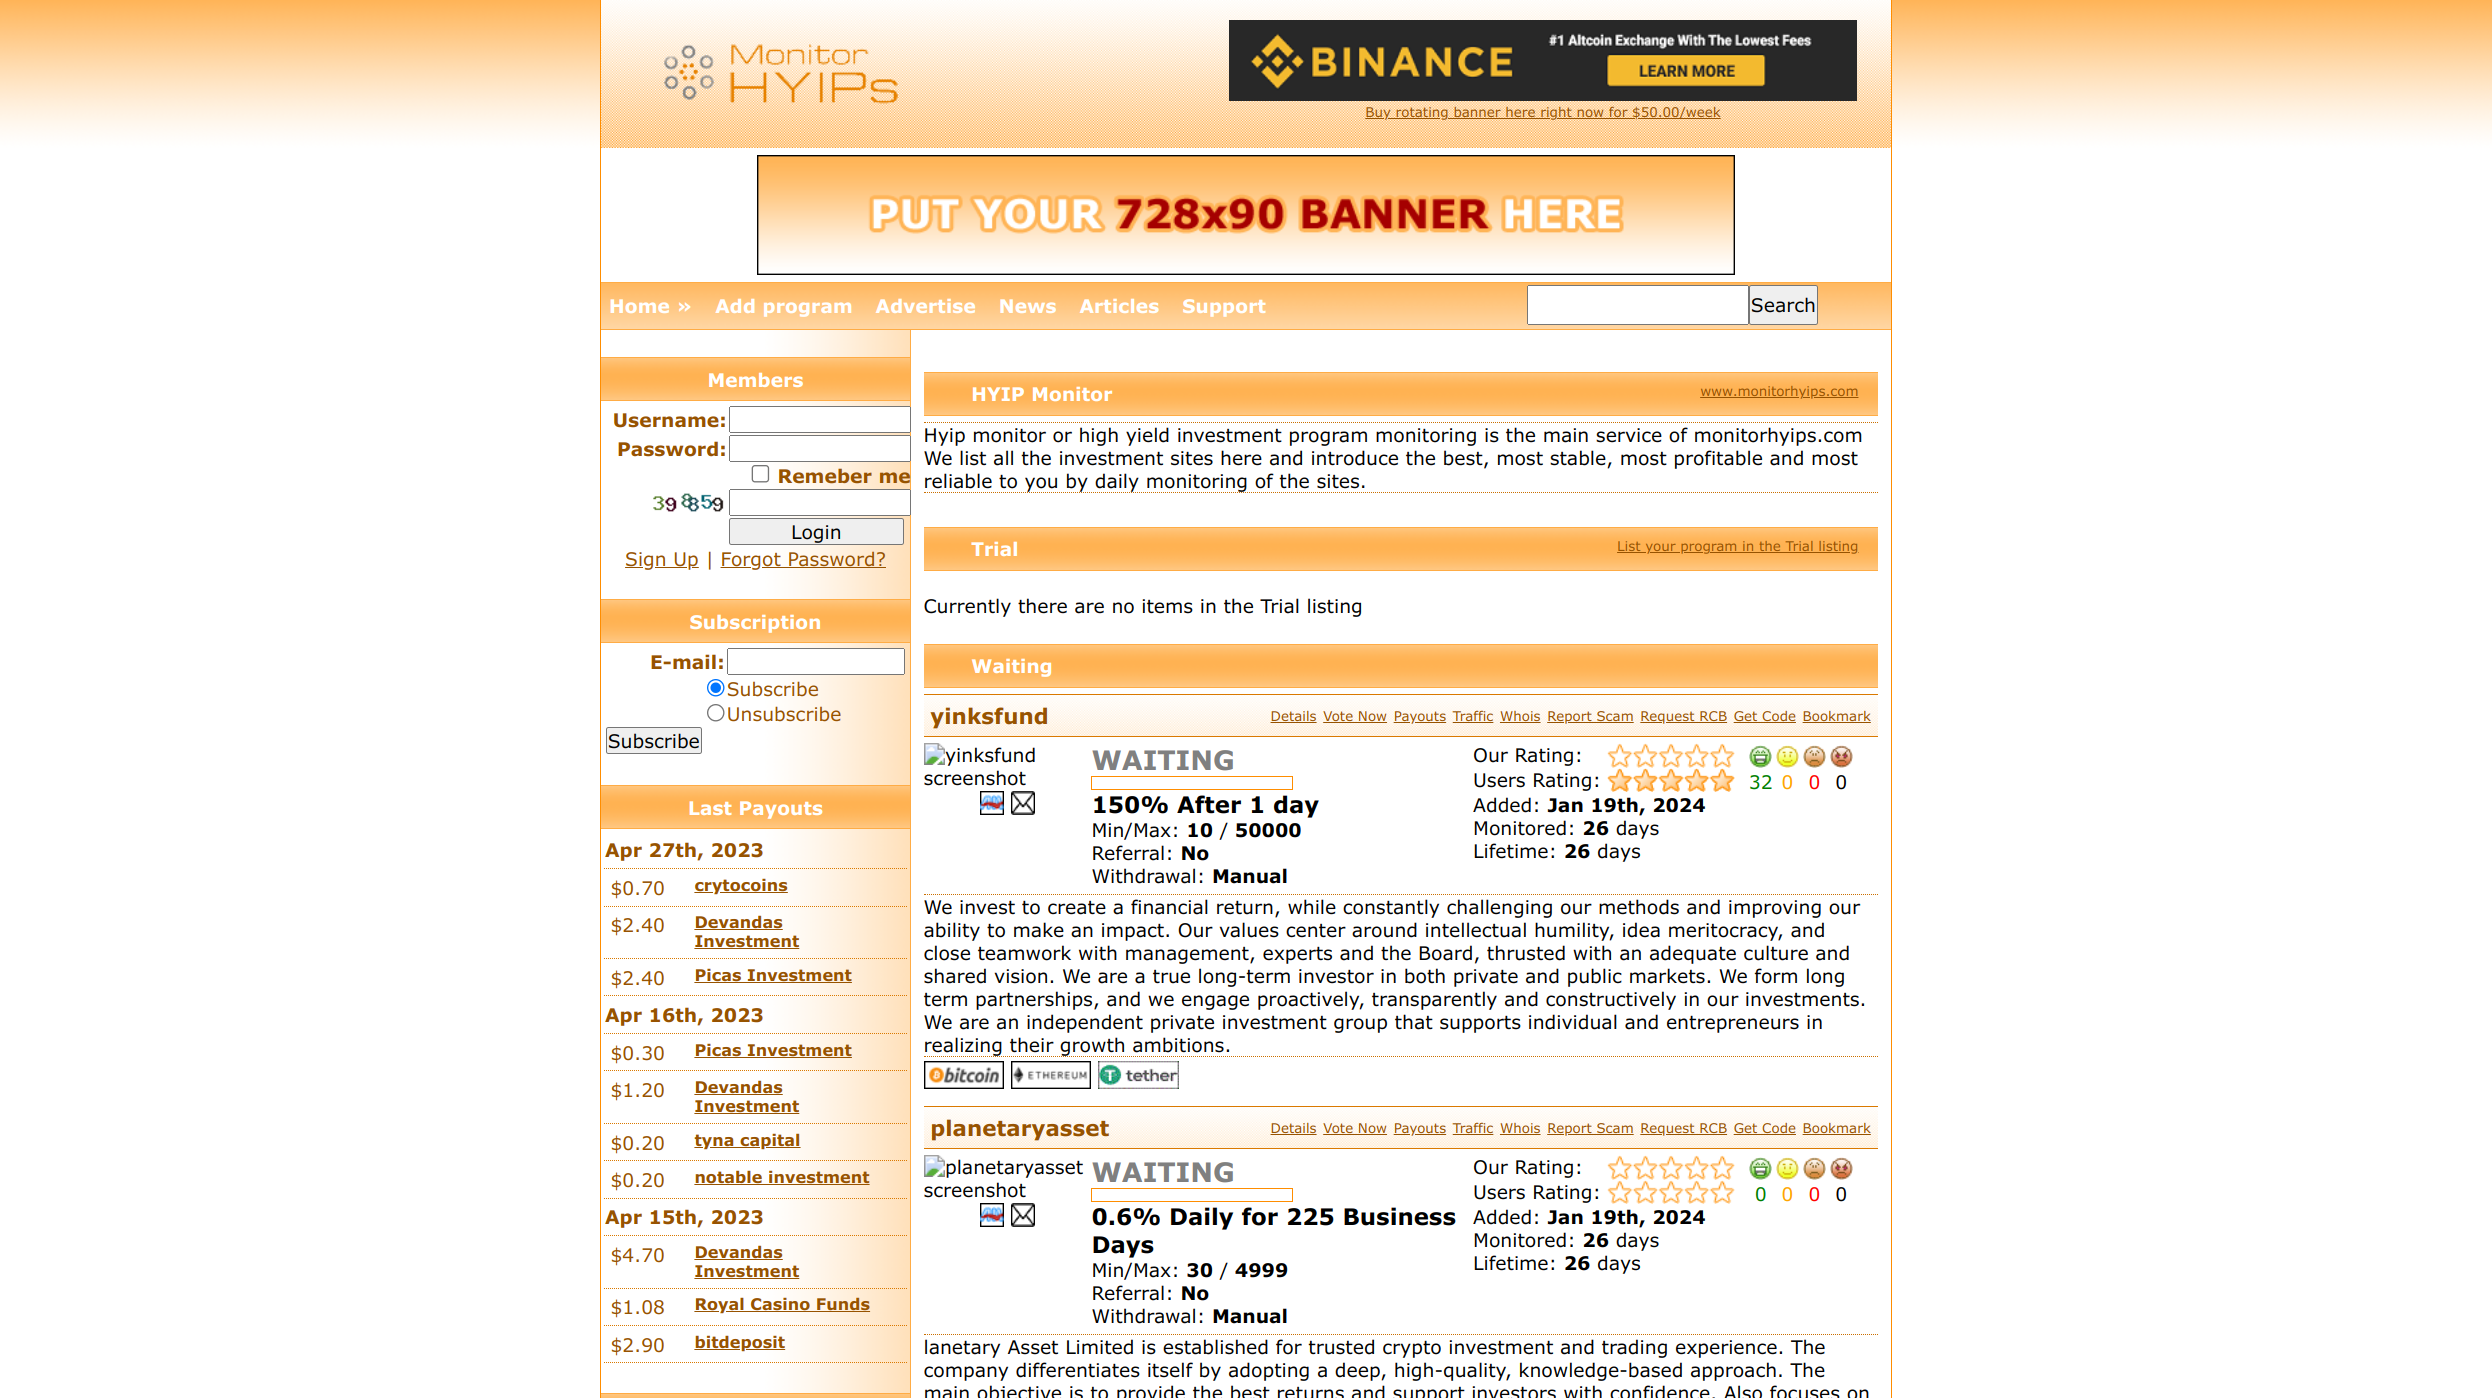 Monitor
HYIPs
BINANCE
#1 Altcoin Exchange With The Lowest Fees
LEARN MORE
Buy rotating banner here right now for $50.00/week
PUT YOUR 728x90 BANNER HERE
Home » Add program Advertise News Articles Support
Search
Members
Username:
Password:
Remeber me
39 8859
Login
Sign Up | Forgot Password?
Subscription
E-mail:
Subscribe
Unsubscribe
Subscribe
Last Payouts
Apr 27th, 2023
$0.70 crytocoins
$2.40 Devandas
Investment
$2.40 Picas Investment
Apr 16th, 2023
$0.30 Picas Investment
$1.20 Devandas
Investment
$0.20 tyna capital
$0.20 notable investment
Apr 15th, 2023
$4.70 Devandas
Investment
$1.08 Royal Casino Funds
$2.90 bitdeposit
HYIP Monitor
www.monitorhyips.com
Hyip monitor or high yield investment program monitoring is the main service of monitorhyips.com
We list all the investment sites here and introduce the best, most stable, most profitable and most
reliable to you by daily monitoring of the sites.
Trial
List your program in the Trial listing
Currently there are no items in the Trial listing
Waiting
yinksfund
Details Vote Now Payouts Traffic Whois Report Scam Request RCB Get Code Bookmark
yinksfund
screenshot
WAITING
150% After 1 day
Min/Max: 10 / 50000
Referral: No
Withdrawal: Manual
Our Rating:
Users Rating: 32 0 0 0
Added: Jan 19th, 2024
Monitored: 26 days
Lifetime: 26 days
We invest to create a financial return, while constantly challenging our methods and improving our
ability to make an impact. Our values center around intellectual humility, idea meritocracy, and
close teamwork with management, experts and the Board, thrusted with an adequate culture and
shared vision. We are a true long-term investor in both private and public markets. We form long
term partnerships, and we engage proactively, transparently and constructively in our investments.
We are an independent private investment group that supports individual and entrepreneurs in
realizing their growth ambitions.
bitcoin ETHEREUM tether
planetaryasset
Details Vote Now Payouts Traffic Whois Report Scam Request RCB Get Code Bookmark
planetaryasset
screenshot
WAITING
0.6% Daily for 225 Business
Days
Min/Max: 30 / 4999
Referral: No
Withdrawal: Manual
Our Rating:
Users Rating: 0 0 0 0
Added: Jan 19th, 2024
Monitored: 26 days
Lifetime: 26 days
lanetary Asset Limited is established for trusted crypto investment and trading experience. The
company differentiates itself by adopting a deep, high-quality, knowledge-based approach. The
main objective is to provide the best returns and support investors with confidence. Also focuses on